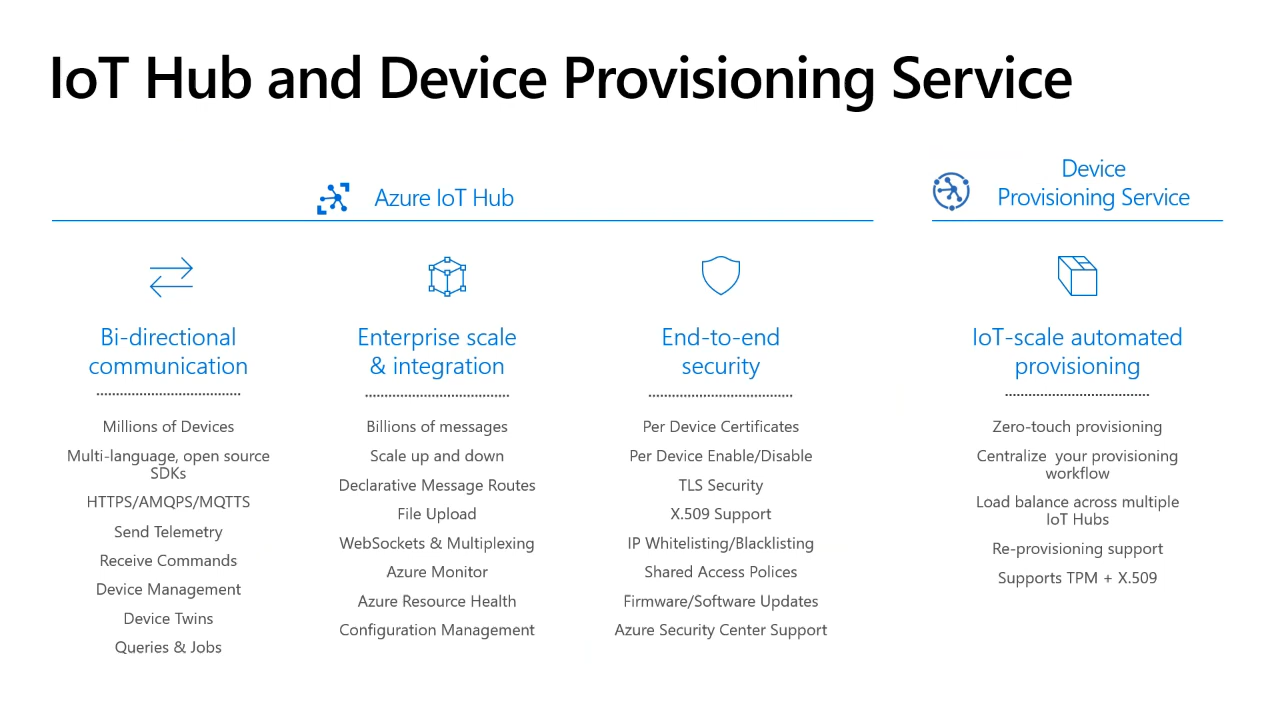 IoT Hub and Device Provisioning Service
Azure IoT Hub
Device
Provisioning Service
Bi-directional
communication
Millions of Devices
Multi-language, open source
SDKs
HTTPS/AMQPS/MQTTS
Send Telemetry
Receive Commands
Device Management
Device Twins
Queries & Jobs
Enterprise scale
& integration
Billions of messages
Scale up and down
Declarative Message Routes
File Upload
WebSockets & Multiplexing
Azure Monitor
Azure Resource Health
Configuration Management
End-to-end
security
Per Device Certificates
Per Device Enable/Disable
TLS Security
X.509 Support
IP Whitelisting/Blacklisting
Shared Access Polices
Firmware/Software Updates
Azure Security Center Support
IoT-scale automated
provisioning
Zero-touch provisioning
Centralize your provisioning
workflow
Load balance across multiple
IoT Hubs
Re-provisioning support
Supports TPM + X.509